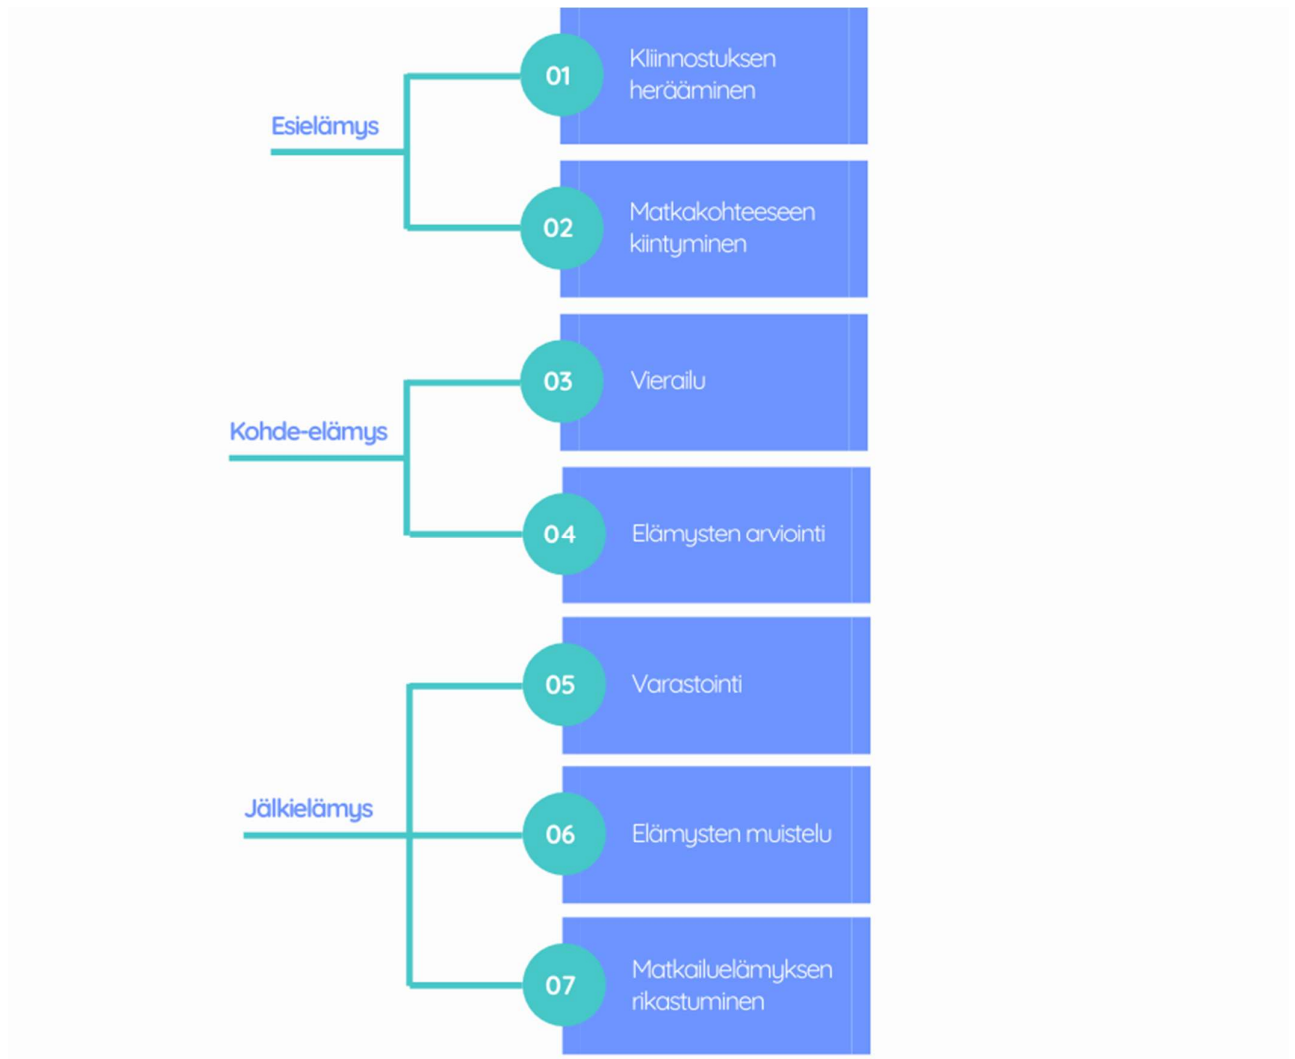 Esielämys
01
Kliinnostuksen
herääminen
02
Matkakohteeseen
kiintyminen
Kohde-elämys
03
Vierailu
04
Elämysten arviointi
Jälkielämys
05
Varastointi
06
Elämysten muistelu
07
Matkailuelämyksen
rikastuminen